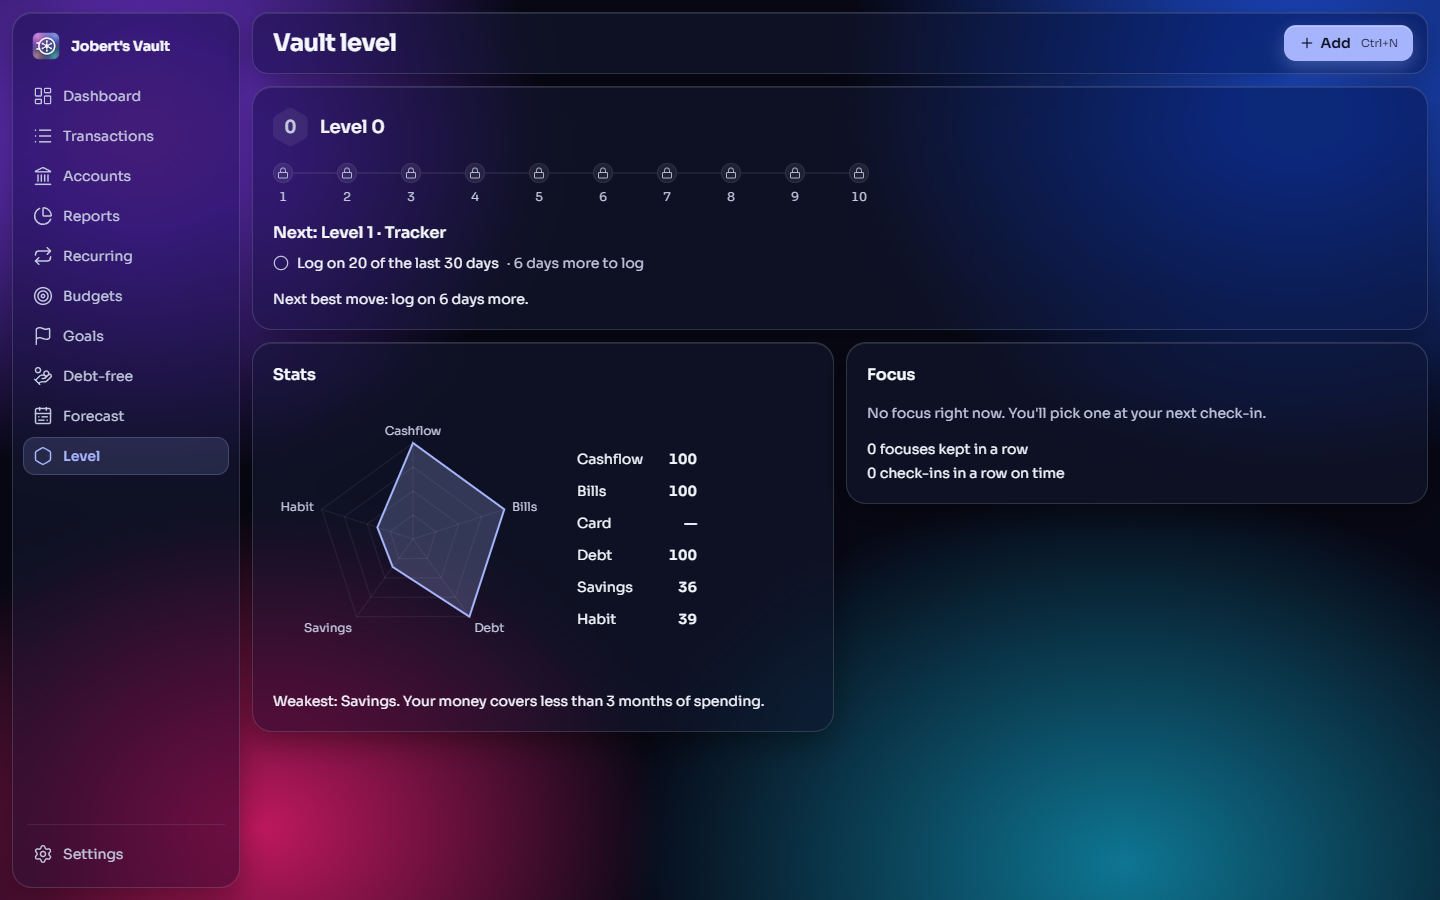 Jobert's Vault
Dashboard
Transactions
Accounts
Reports
Recurring
Budgets
Goals
Debt-free
Forecast
Level
Settings
Vault level
+ Add Ctrl+N
0 Level 0
1 2 3 4 5 6 7 8 9 10
Next: Level 1 · Tracker
Log on 20 of the last 30 days · 6 days more to log
Next best move: log on 6 days more.
Stats
Cashflow
Habit
Bills
Savings
Debt
Cashflow 100
Bills 100
Card —
Debt 100
Savings 36
Habit 39
Weakest: Savings. Your money covers less than 3 months of spending.
Focus
No focus right now. You'll pick one at your next check-in.
0 focuses kept in a row
0 check-ins in a row on time